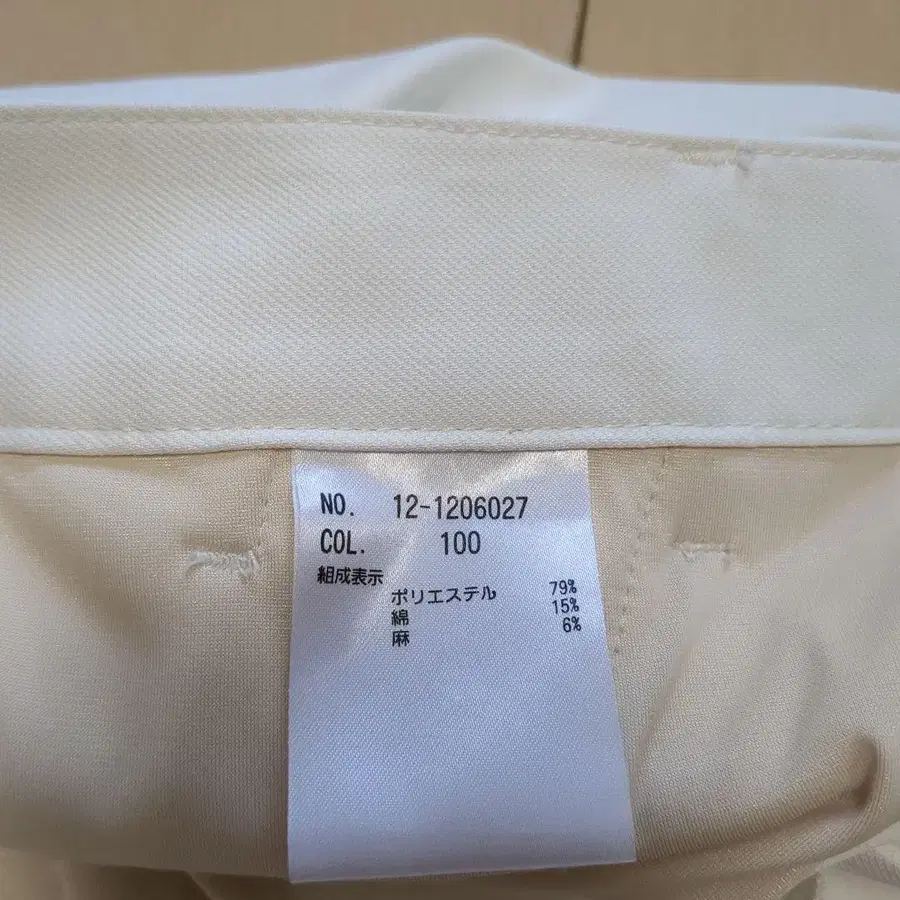 NO. 12-1206027
COL. 100
組成表示
ポリエステル 79%
綿 15%
麻 6%